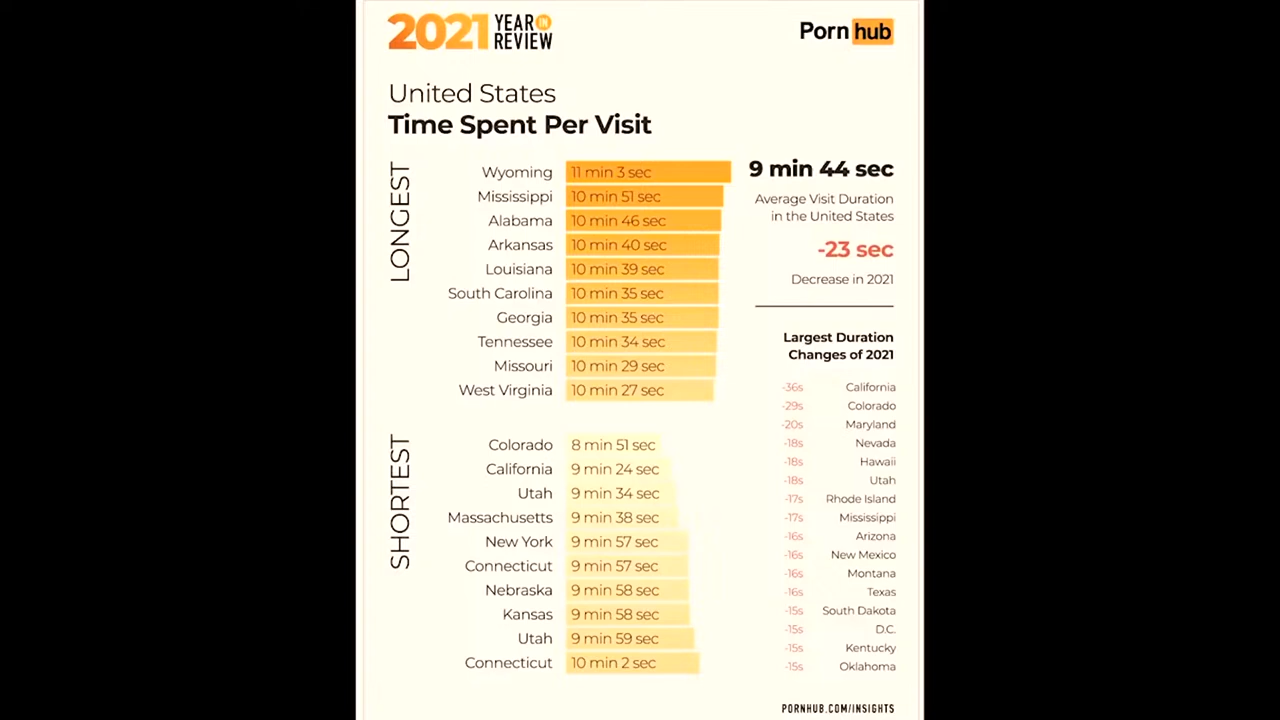 2021 YEAR IN REVIEW
Porn hub
United States
Time Spent Per Visit
LONGEST
Wyoming 11 min 3 sec
Mississippi 10 min 51 sec
Alabama 10 min 46 sec
Arkansas 10 min 40 sec
Louisiana 10 min 39 sec
South Carolina 10 min 35 sec
Georgia 10 min 35 sec
Tennessee 10 min 34 sec
Missouri 10 min 29 sec
West Virginia 10 min 27 sec
SHORTEST
Colorado 8 min 51 sec
California 9 min 24 sec
Utah 9 min 34 sec
Massachusetts 9 min 38 sec
New York 9 min 57 sec
Connecticut 9 min 57 sec
Nebraska 9 min 58 sec
Kansas 9 min 58 sec
Utah 9 min 59 sec
Connecticut 10 min 2 sec
9 min 44 sec
Average Visit Duration
in the United States
-23 sec
Decrease in 2021
Largest Duration
Changes of 2021
-36s California
-29s Colorado
-20s Maryland
-18s Nevada
-18s Hawaii
-18s Utah
-17s Rhode Island
-17s Mississippi
-16s Arizona
-16s New Mexico
-16s Montana
-16s Texas
-15s South Dakota
-15s D.C.
-15s Kentucky
-15s Oklahoma
PORNHUB.COM/INSIGHTS